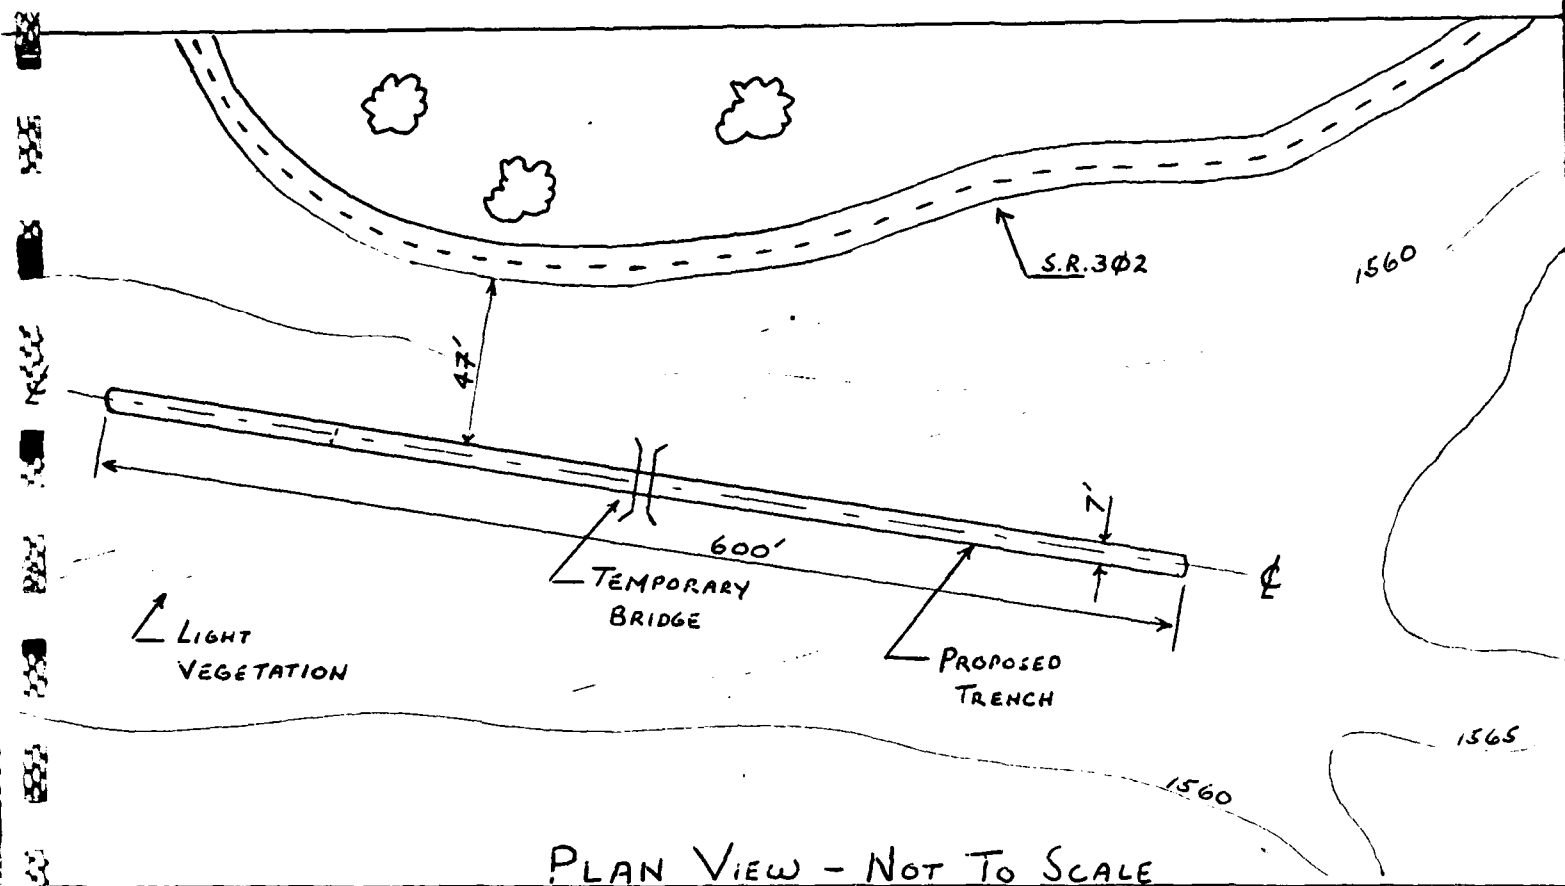 S.R. 3Ø2
1560
47'
7'
600'
TEMPORARY
BRIDGE
℄
LIGHT
VEGETATION
PROPOSED
TRENCH
1565
1560
PLAN VIEW - NOT TO SCALE